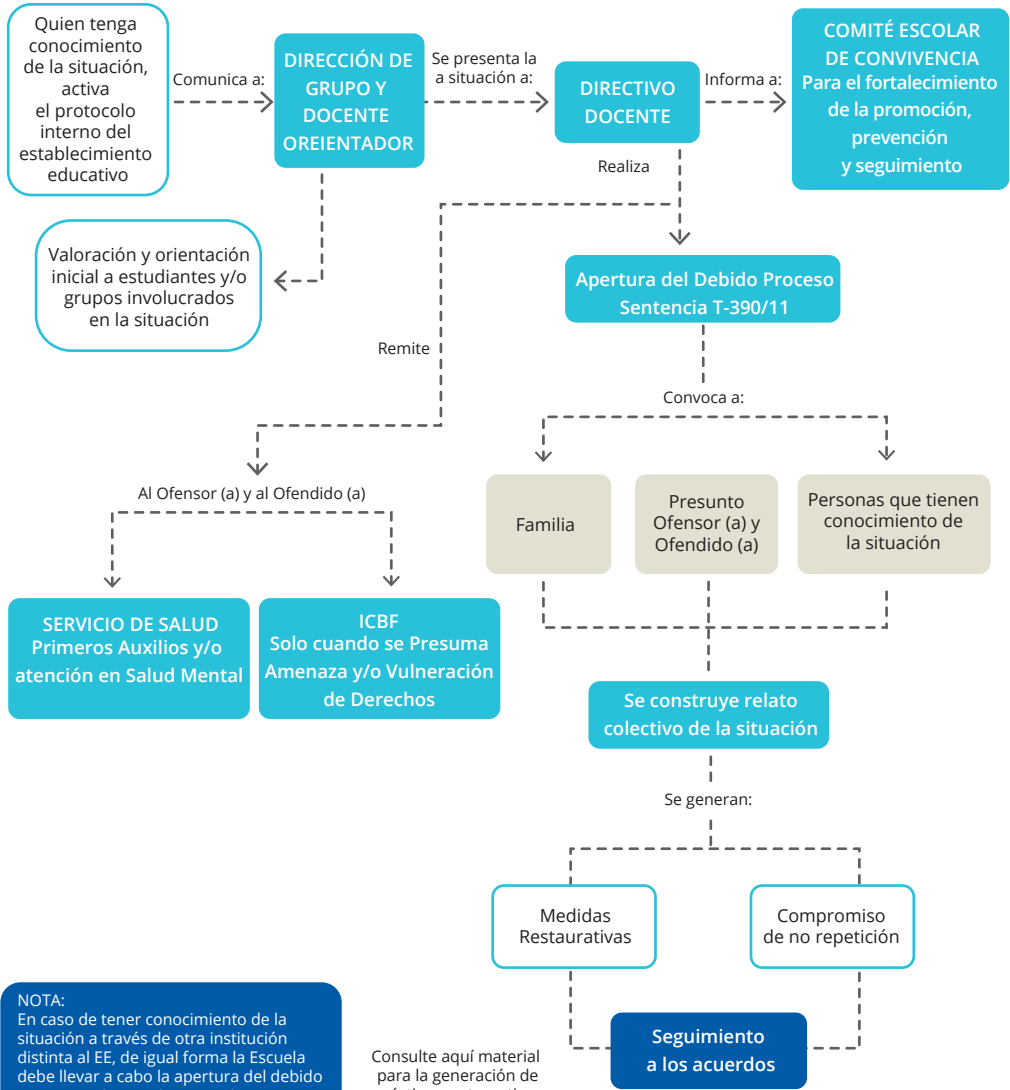 Quien tenga
conocimiento
de la situación,
activa
el protocolo
interno del
establecimiento
educativo
Comunica a:
DIRECCIÓN DE
GRUPO Y
DOCENTE
OREIENTADOR
Se presenta la
a situación a:
DIRECTIVO
DOCENTE
Informa a:
COMITÉ ESCOLAR
DE CONVIVENCIA
Para el fortalecimiento
de la promoción,
prevención
y seguimiento
Realiza
Valoración y orientación
inicial a estudiantes y/o
grupos involucrados
en la situación
Apertura del Debido Proceso
Sentencia T-390/11
Remite
Convoca a:
Al Ofensor (a) y al Ofendido (a)
Familia
Presunto
Ofensor (a) y
Ofendido (a)
Personas que tienen
conocimiento de
la situación
SERVICIO DE SALUD
Primeros Auxilios y/o
atención en Salud Mental
ICBF
Solo cuando se Presuma
Amenaza y/o Vulneración
de Derechos
Se construye relato
colectivo de la situación
Se generan:
Medidas
Restaurativas
Compromiso
de no repetición
NOTA:
En caso de tener conocimiento de la
situación a través de otra institución
distinta al EE, de igual forma la Escuela
debe llevar a cabo la apertura del debido
Consulte aquí material
para la generación de
Seguimiento
a los acuerdos